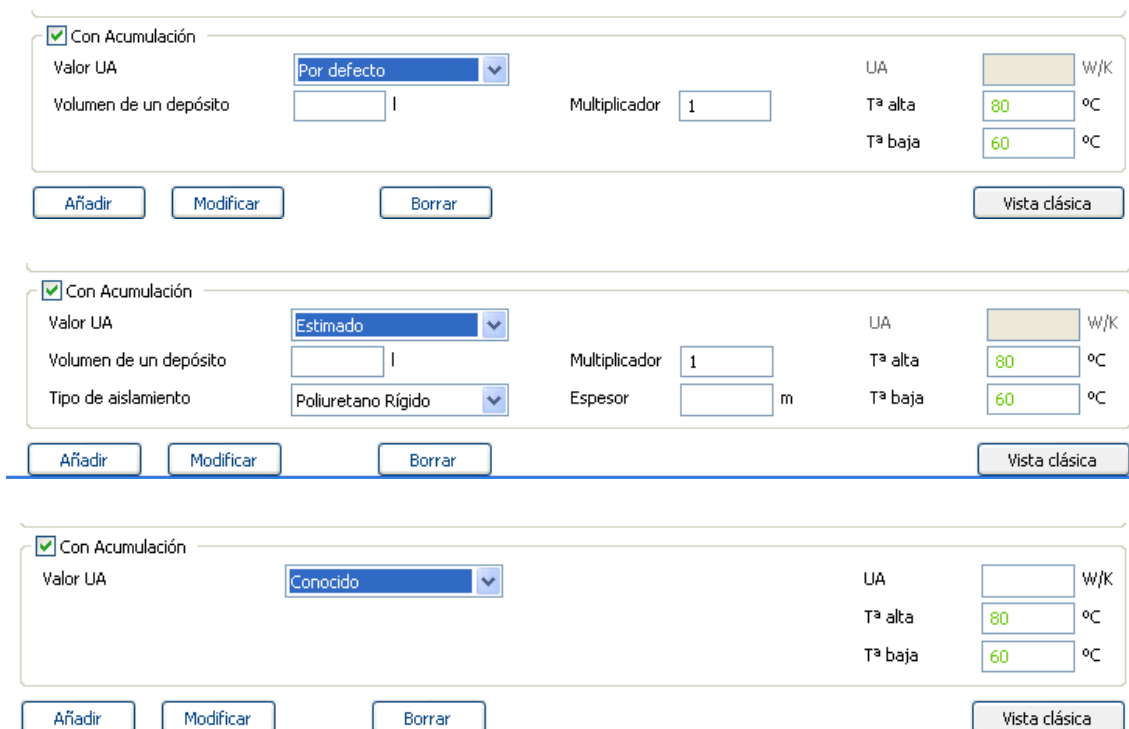 Con Acumulación
Valor UA Por defecto UA W/K
Volumen de un depósito l Multiplicador 1 Tª alta 80 ºC
Tª baja 60 ºC
Añadir Modificar Borrar Vista clásica
Con Acumulación
Valor UA Estimado UA W/K
Volumen de un depósito l Multiplicador 1 Tª alta 80 ºC
Tipo de aislamiento Poliuretano Rígido Espesor m Tª baja 60 ºC
Añadir Modificar Borrar Vista clásica
Con Acumulación
Valor UA Conocido UA W/K
Tª alta 80 ºC
Tª baja 60 ºC
Añadir Modificar Borrar Vista clásica